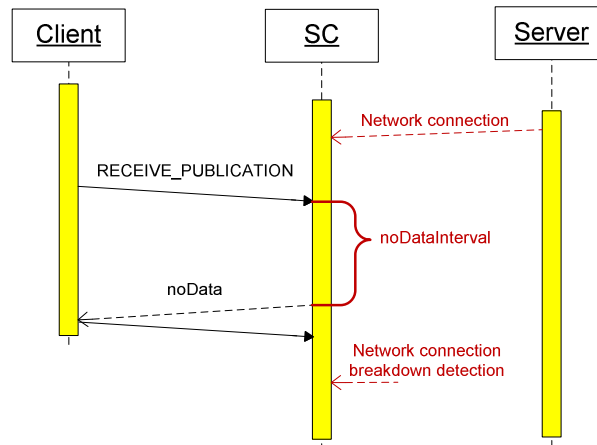 Client
SC
Server
Network connection
RECEIVE_PUBLICATION
noDataInterval
noData
Network connection
breakdown detection